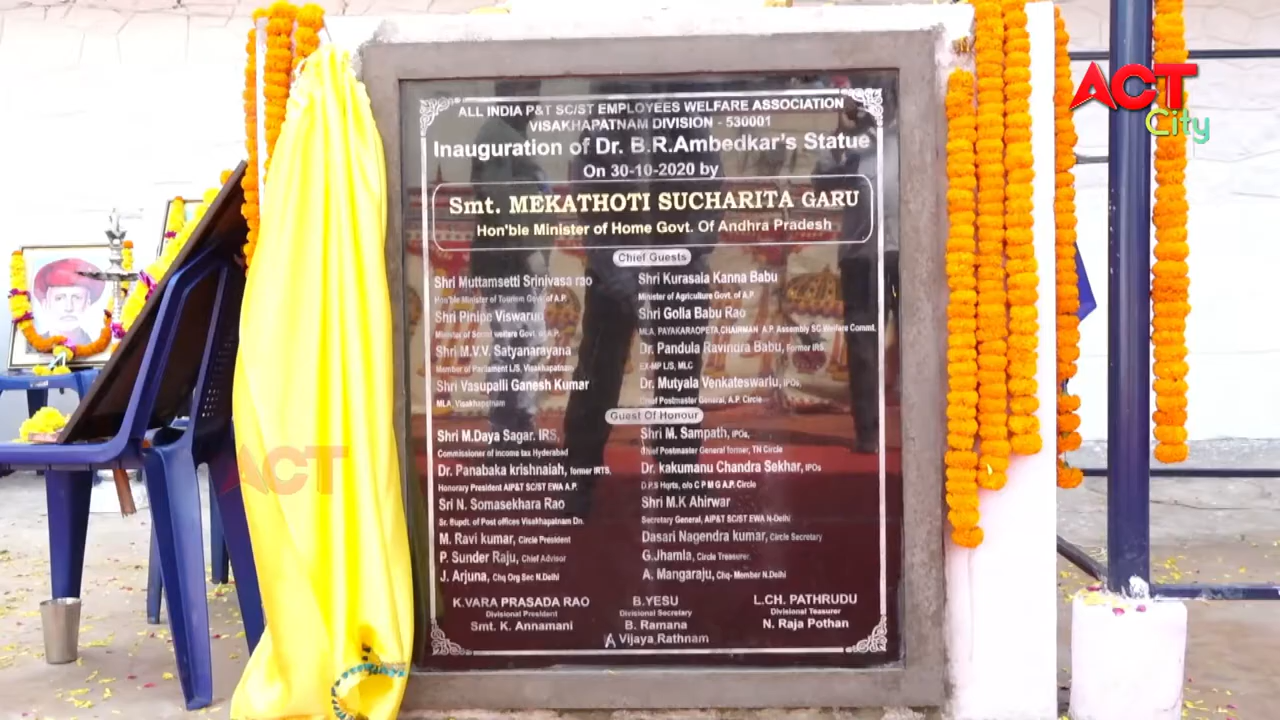 ALL INDIA P&T SC/ST EMPLOYEES WELFARE ASSOCIATION
VISAKHAPATNAM DIVISION - 530001
Inauguration of Dr. B.R.Ambedkar's Statue
On 30-10-2020 by
Smt. MEKATHOTI SUCHARITA GARU
Hon'ble Minister of Home Govt. Of Andhra Pradesh
Chief Guests
Shri Muttamsetti Srinivasa rao
Hon'ble Minister of Tourism Govt. of A.P.
Shri Pinipe Viswarup
Minister of Social welfare Govt. of A.P.
Shri M.V.V. Satyanarayana
Member of Parliament L/S, Visakhapatnam
Shri Vasupalli Ganesh Kumar
MLA, Visakhapatnam
Shri Kurasala Kanna Babu
Minister of Agriculture Govt. of A.P
Shri Golla Babu Rao
MLA, PAYAKARAOPETA,CHAIRMAN A.P. Assembly SC Welfare Commt.
Dr. Pandula Ravindra Babu, Former IRS,
EX-MP L/S, MLC
Dr. Mutyala Venkateswarlu, IPOs,
Chief Postmaster General, A.P. Circle
Guest Of Honour
Shri M.Daya Sagar. IRS,
Commissioner of income tax Hyderabad
Dr. Panabaka krishnaiah, former IRTS,
Honorary President AIP&T SC/ST EWA A.P.
Sri N. Somasekhara Rao
Sr. Supdt. of Post offices Visakhapatnam Dn.
M. Ravi kumar, Circle President
P. Sunder Raju, Chief Advisor
J. Arjuna, Chq Org Sec N.Delhi
Shri M. Sampath, IPOs,
Chief Postmaster General former, TN Circle
Dr. kakumanu Chandra Sekhar, IPOs
D.P.S Hqrts, o/o C P M G A.P. Circle
Shri M.K Ahirwar
Secretary General, AIP&T SC/ST EWA N-Delhi
Dasari Nagendra kumar, Circle Secretary
G.Jhamla, Circle Treasurer
A. Mangaraju, Chq- Member N.Delhi
K.VARA PRASADA RAO
Divisional President
Smt. K. Annamani
B.YESU
Divisional Secretary
B. Ramana
A Vijaya Rathnam
L.CH. PATHRUDU
Divisional Teasurer
N. Raja Pothan
ACT
City
ACT